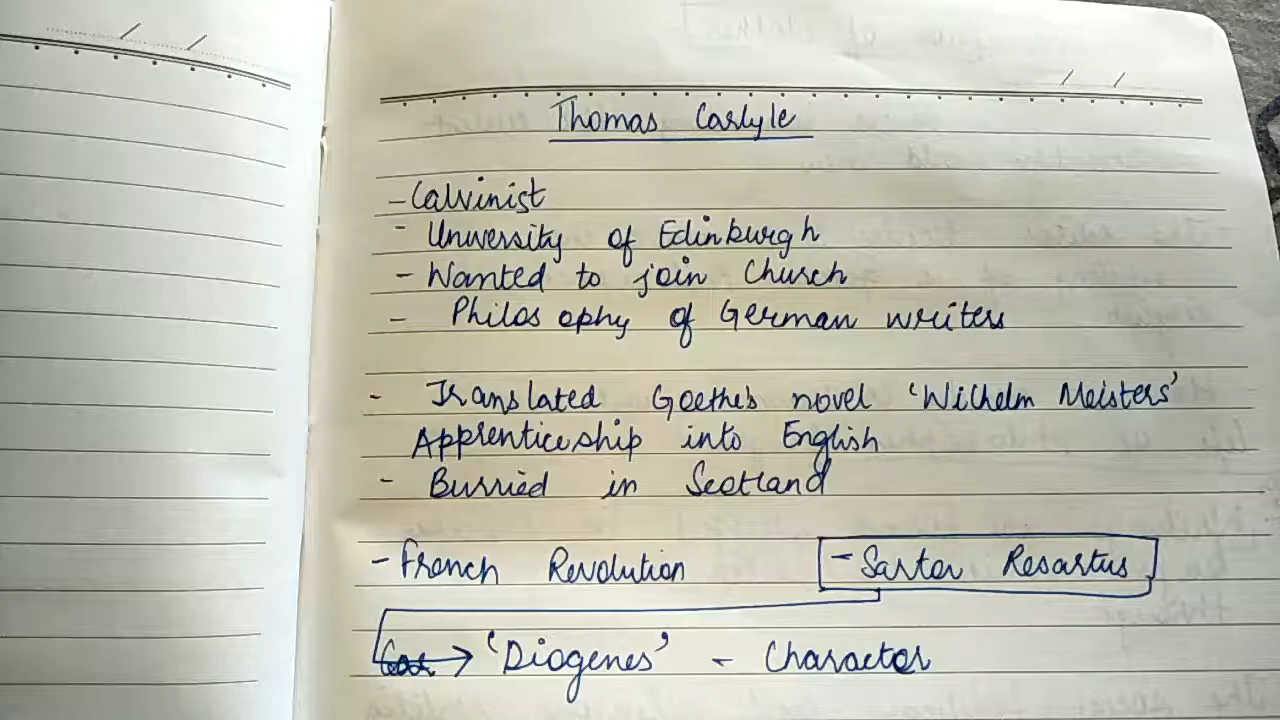 Thomas Carlyle
- Calvinist
- University of Edinburgh
- Wanted to join Church
- Philosophy of German writers
- Translated Goethe's novel 'Wilhelm Meisters'
Apprenticeship into English
- Burried in Scotland
- French Revolution - Sartor Resartus
→ 'Diogenes' - Character